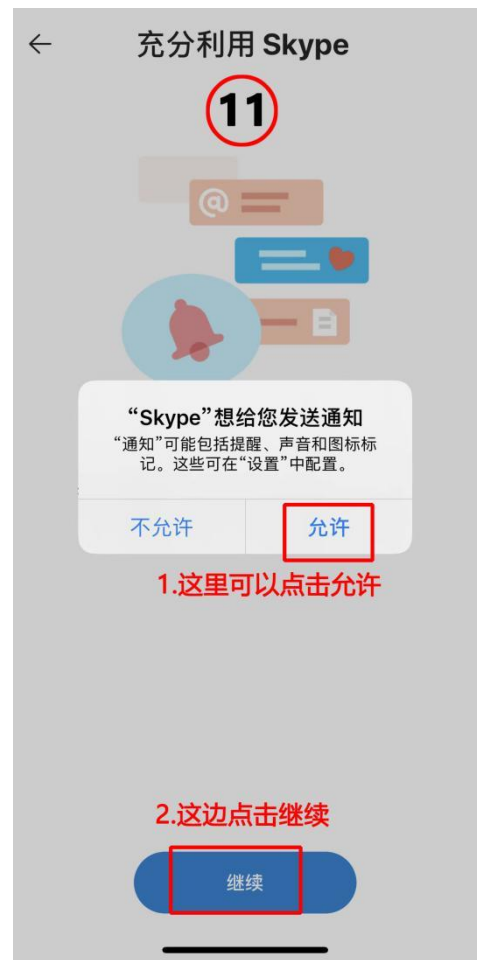 充分利用 Skype
11
@
“Skype”想给您发送通知
“通知”可能包括提醒、声音和图标标
记。这些可在“设置”中配置。
不允许 允许
1.这里可以点击允许
2.这边点击继续
继续